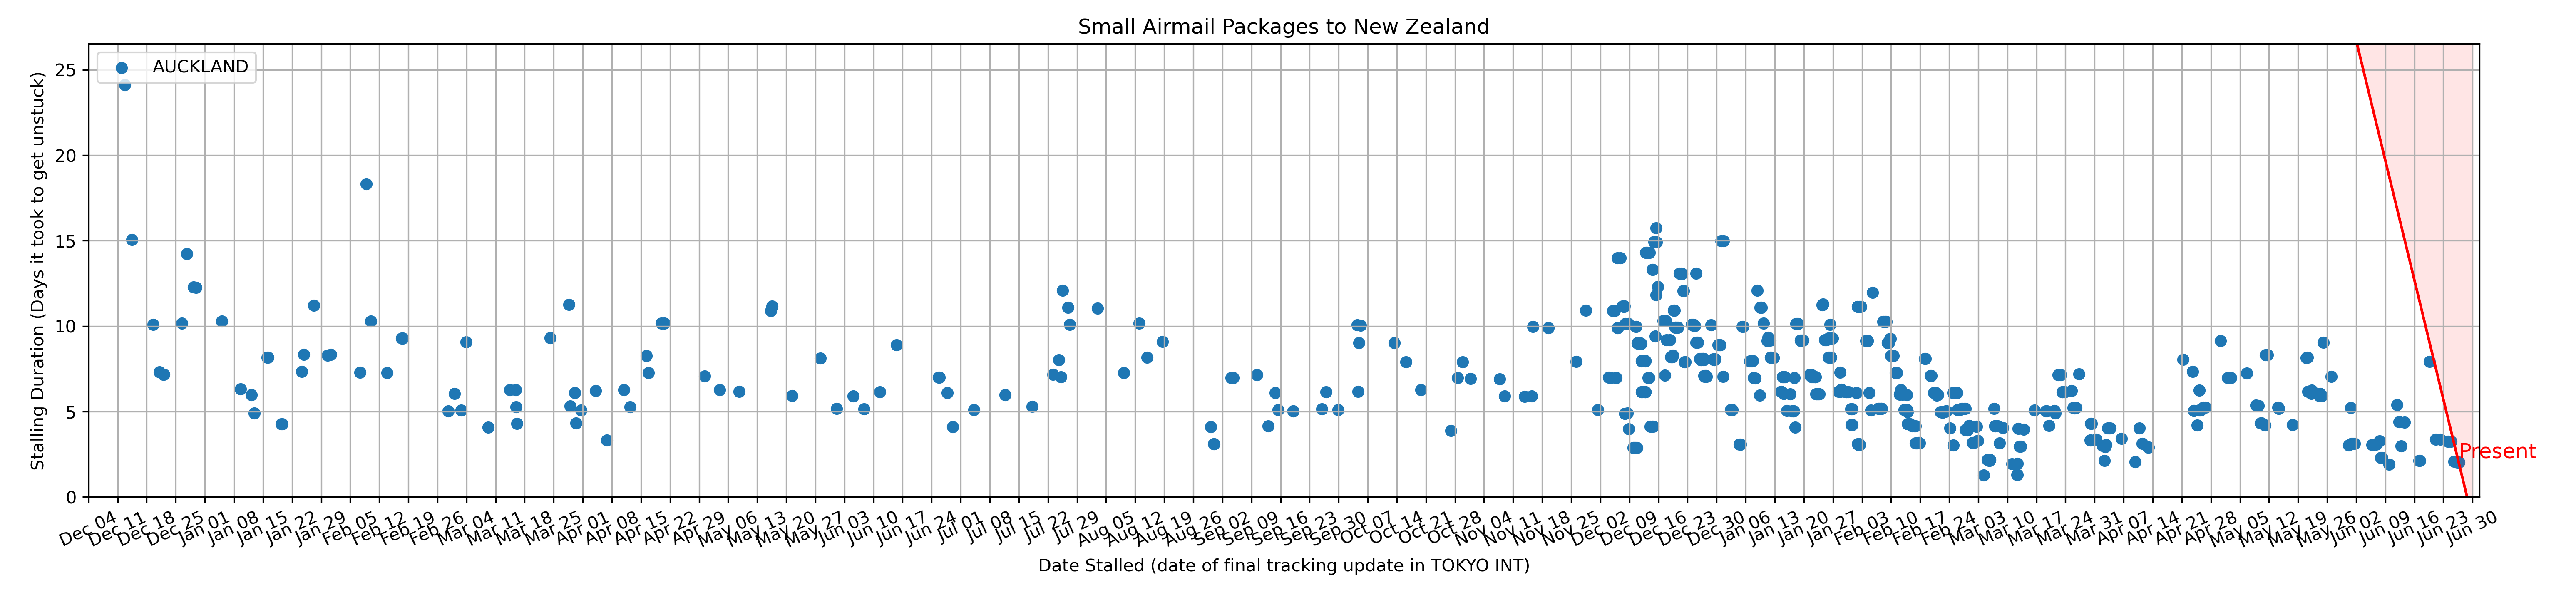 Small Airmail Packages to New Zealand
AUCKLAND
Stalling Duration (Days it took to get unstuck)
25
20
15
10
5
0
Present
Dec 04
Dec 11
Dec 18
Dec 25
Jan 01
Jan 08
Jan 15
Jan 22
Jan 29
Feb 05
Feb 12
Feb 19
Feb 26
Mar 04
Mar 11
Mar 18
Mar 25
Apr 01
Apr 08
Apr 15
Apr 22
Apr 29
May 06
May 13
May 20
May 27
Jun 03
Jun 10
Jun 17
Jun 24
Jul 01
Jul 08
Jul 15
Jul 22
Jul 29
Aug 05
Aug 12
Aug 19
Aug 26
Sep 02
Sep 09
Sep 16
Sep 23
Sep 30
Oct 07
Oct 14
Oct 21
Oct 28
Nov 04
Nov 11
Nov 18
Nov 25
Dec 02
Dec 09
Dec 16
Dec 23
Dec 30
Jan 06
Jan 13
Jan 20
Jan 27
Feb 03
Feb 10
Feb 17
Feb 24
Mar 03
Mar 10
Mar 17
Mar 24
Mar 31
Apr 07
Apr 14
Apr 21
Apr 28
May 05
May 12
May 19
May 26
Jun 02
Jun 09
Jun 16
Jun 23
Jun 30
Date Stalled (date of final tracking update in TOKYO INT)